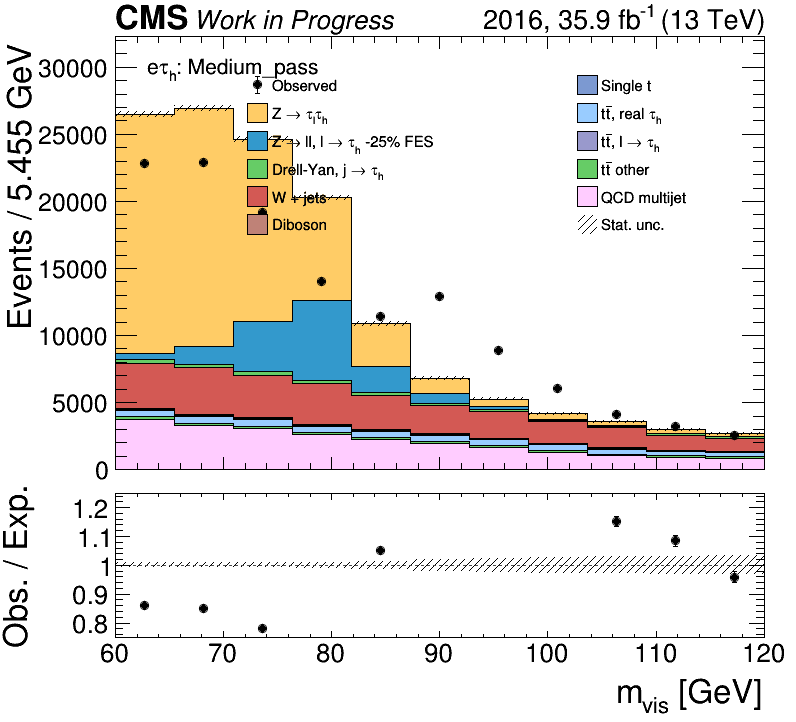 CMS Work in Progress 2016, 35.9 fb⁻¹ (13 TeV)
Events / 5.455 GeV
30000
25000
20000
15000
10000
5000
0
eτh: Medium_pass
Observed
Z → τlτh
Z → ll, l → τh -25% FES
Drell-Yan, j → τh
W + jets
Diboson
Single t
tt̄, real τh
tt̄, l → τh
tt̄ other
QCD multijet
Stat. unc.
Obs. / Exp.
1.2
1.1
1
0.9
0.8
60 70 80 90 100 110 120
mvis [GeV]